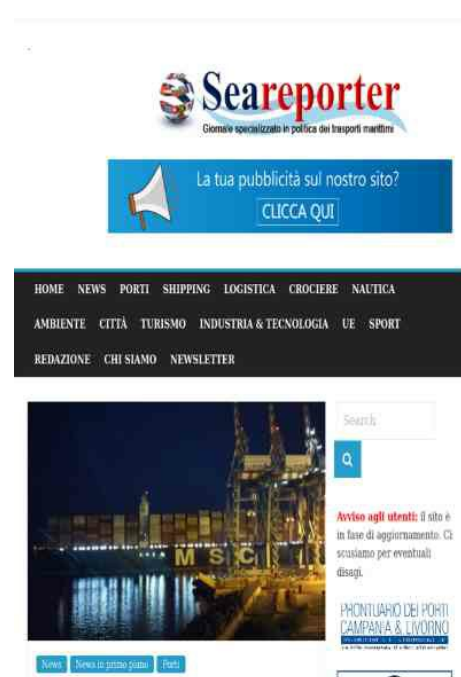 Seareporter
Giornale specializzato in politica dei trasporti marittimi
La tua pubblicità sul nostro sito?
CLICCA QUI
HOME NEWS PORTI SHIPPING LOGISTICA CROCIERE NAUTICA
AMBIENTE CITTÀ TURISMO INDUSTRIA & TECNOLOGIA UE SPORT
REDAZIONE CHI SIAMO NEWSLETTER
Search
MSC
Avviso agli utenti: il sito è
in fase di aggiornamento. Ci
scusiamo per eventuali
disagi.
PRONTUARIO DEI PORTI
CAMPANIA & LIVORNO
News News in primo piano Porti